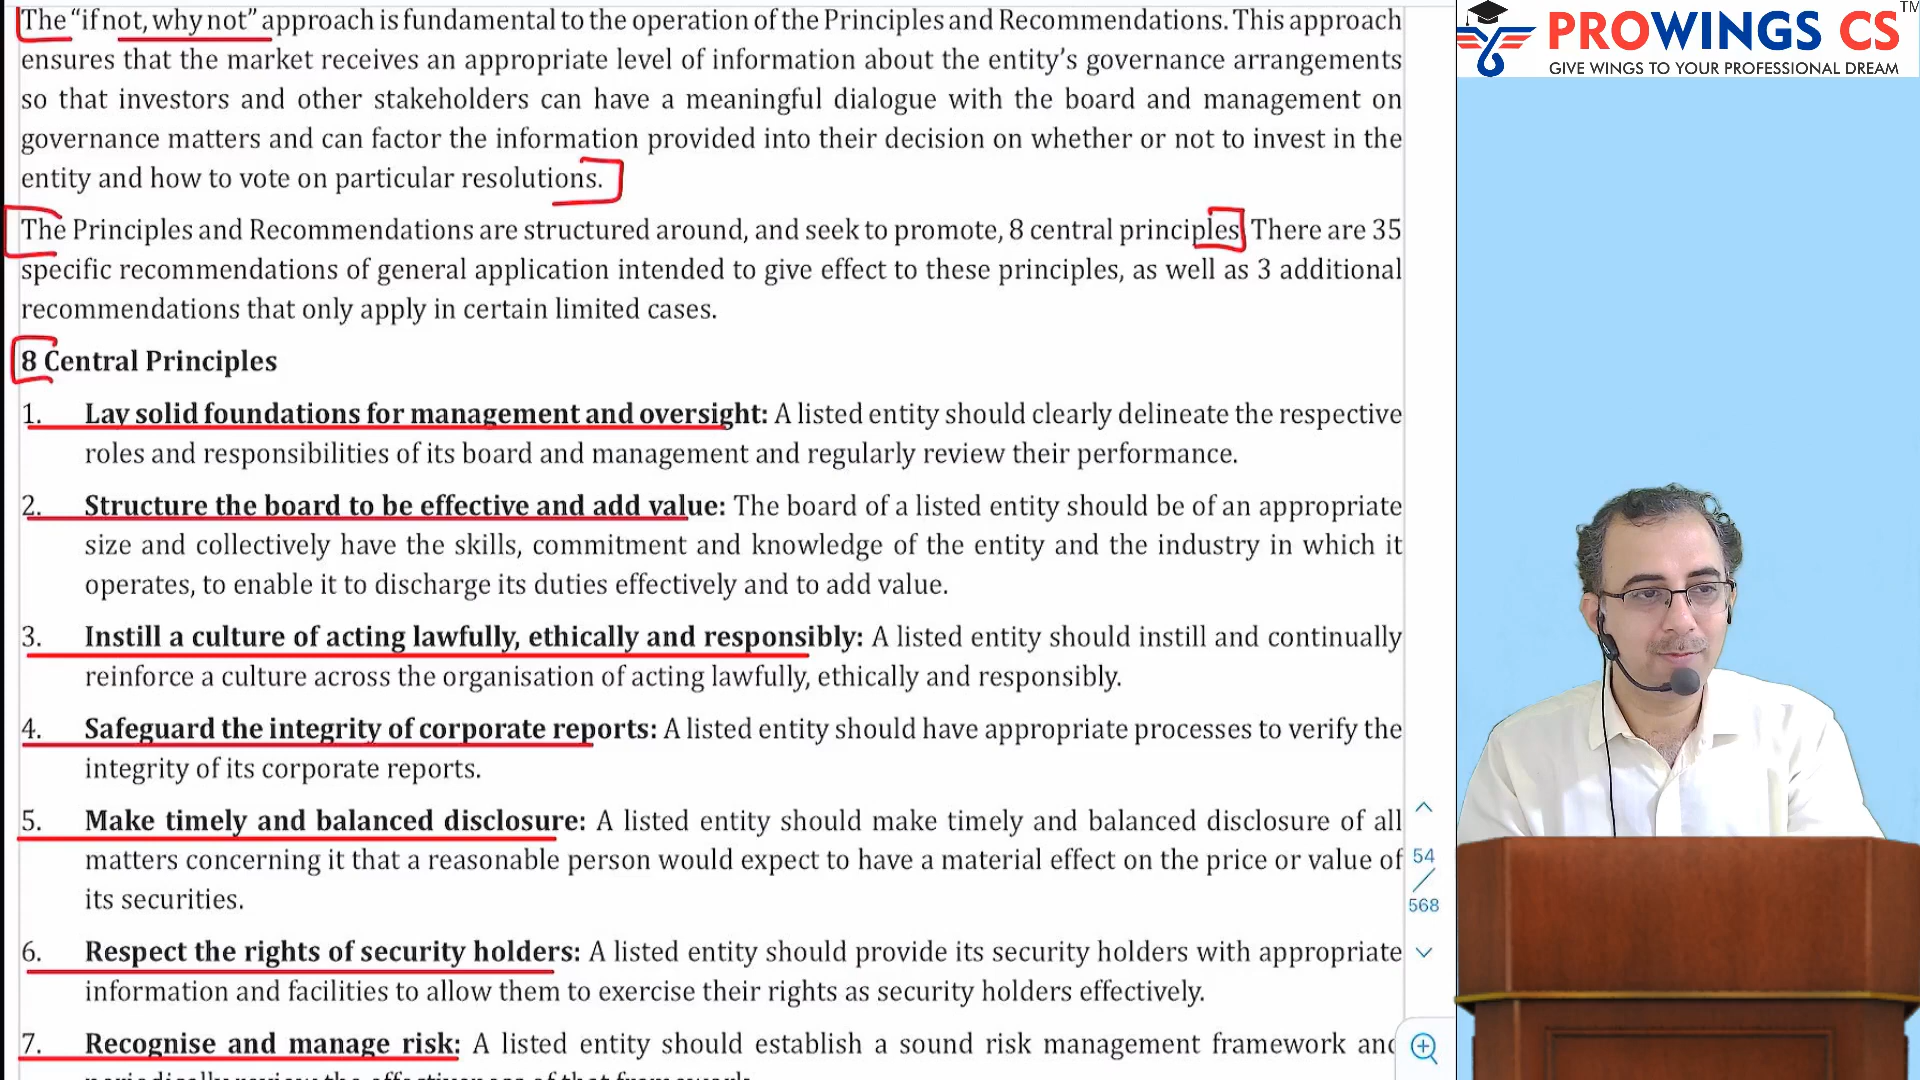 The “if not, why not” approach is fundamental to the operation of the Principles and Recommendations. This approach
ensures that the market receives an appropriate level of information about the entity’s governance arrangements
so that investors and other stakeholders can have a meaningful dialogue with the board and management on
governance matters and can factor the information provided into their decision on whether or not to invest in the
entity and how to vote on particular resolutions.
The Principles and Recommendations are structured around, and seek to promote, 8 central principles. There are 35
specific recommendations of general application intended to give effect to these principles, as well as 3 additional
recommendations that only apply in certain limited cases.
8 Central Principles
1. Lay solid foundations for management and oversight: A listed entity should clearly delineate the respective
roles and responsibilities of its board and management and regularly review their performance.
2. Structure the board to be effective and add value: The board of a listed entity should be of an appropriate
size and collectively have the skills, commitment and knowledge of the entity and the industry in which it
operates, to enable it to discharge its duties effectively and to add value.
3. Instill a culture of acting lawfully, ethically and responsibly: A listed entity should instill and continually
reinforce a culture across the organisation of acting lawfully, ethically and responsibly.
4. Safeguard the integrity of corporate reports: A listed entity should have appropriate processes to verify the
integrity of its corporate reports.
5. Make timely and balanced disclosure: A listed entity should make timely and balanced disclosure of all
matters concerning it that a reasonable person would expect to have a material effect on the price or value of
its securities.
6. Respect the rights of security holders: A listed entity should provide its security holders with appropriate
information and facilities to allow them to exercise their rights as security holders effectively.
7. Recognise and manage risk: A listed entity should establish a sound risk management framework and
54
568
PROWINGS CS TM
GIVE WINGS TO YOUR PROFESSIONAL DREAM